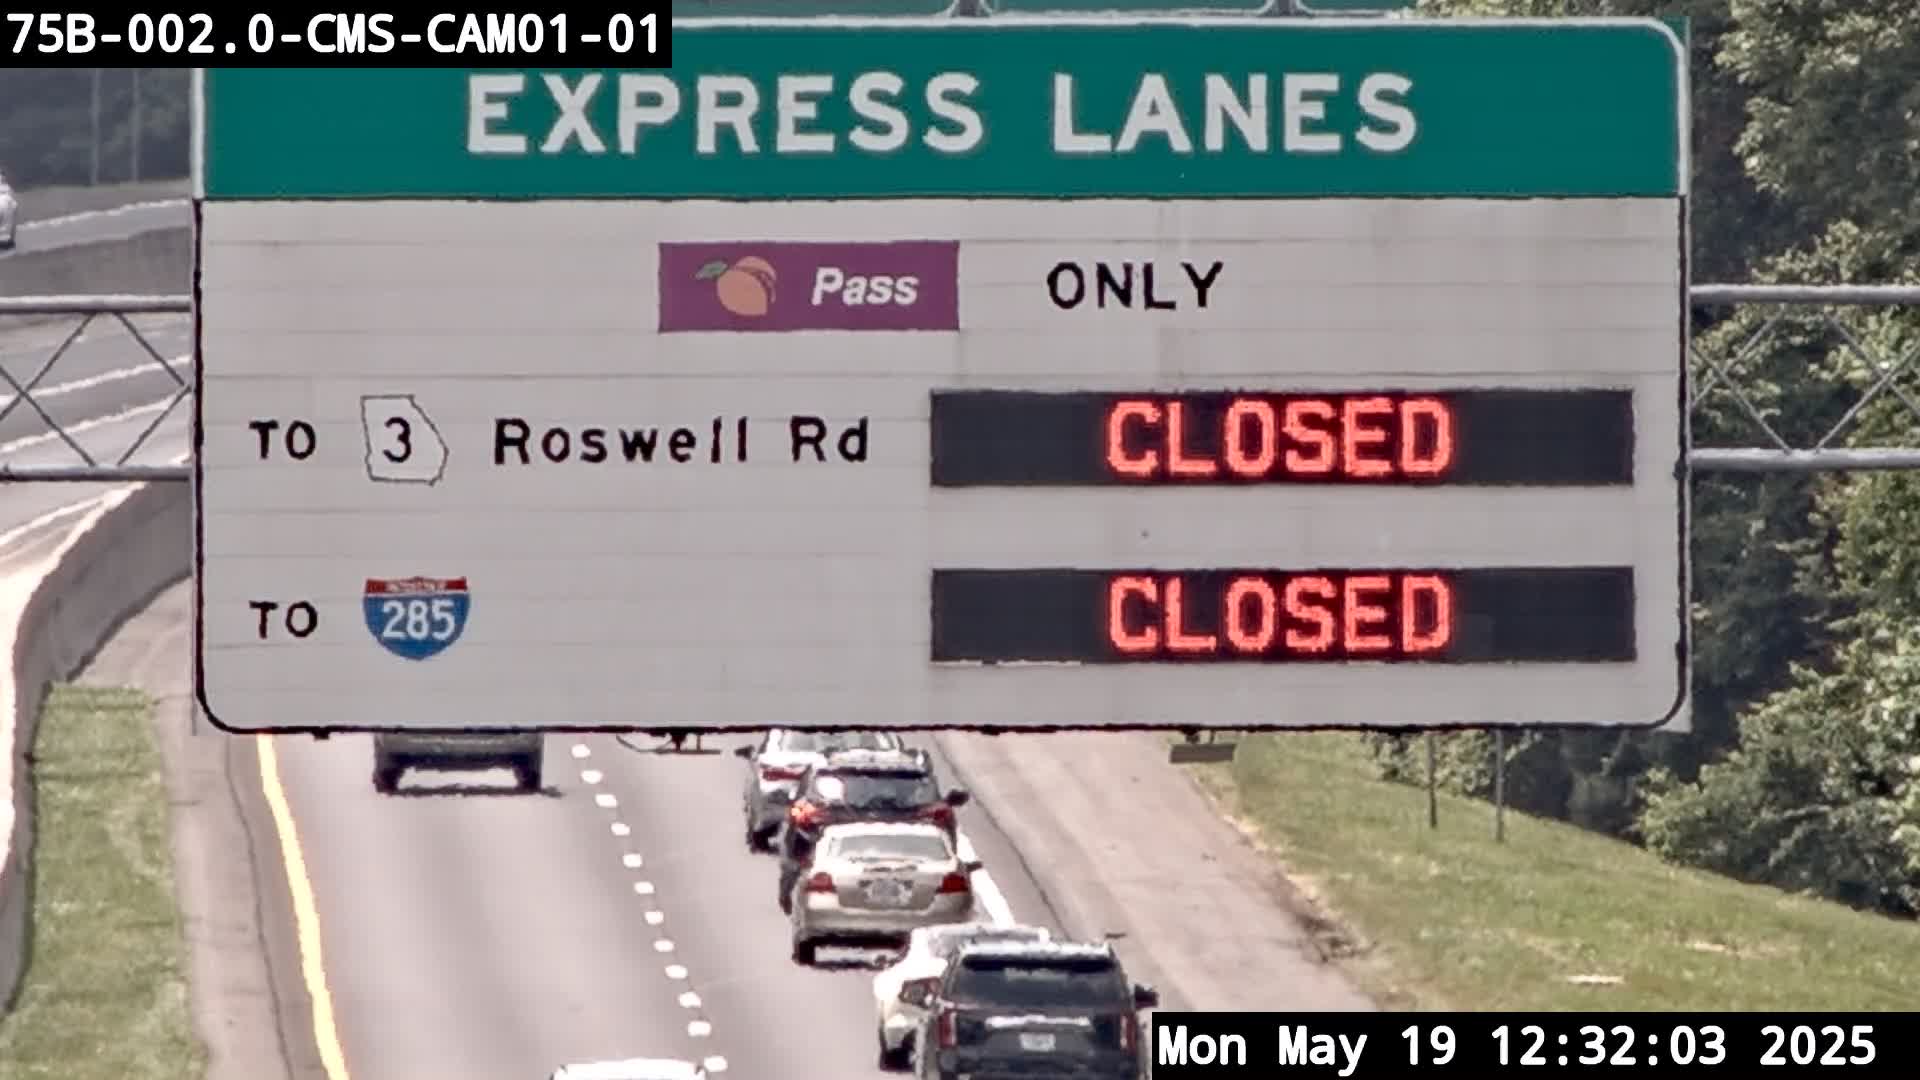 75B-002.0-CMS-CAM01-01
EXPRESS LANES
Pass ONLY
TO 3 Roswell Rd CLOSED
TO 285 CLOSED
Mon May 19 12:32:03 2025